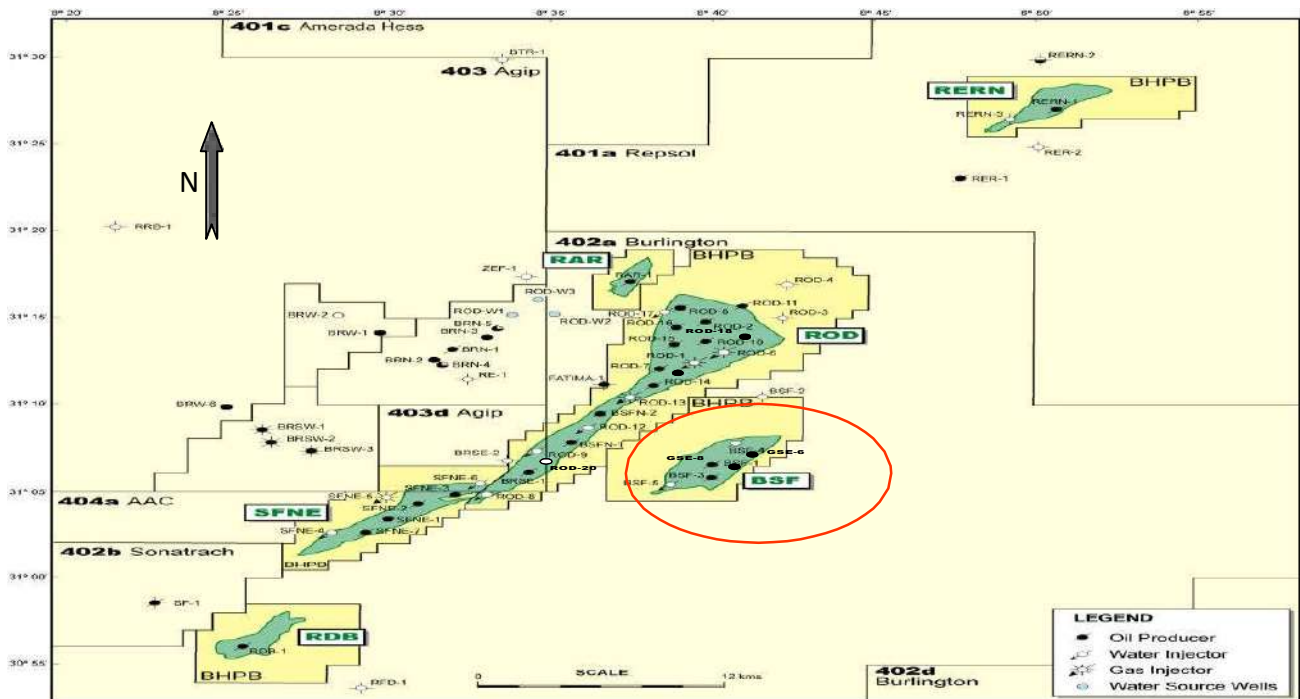 8° 20' 8° 25' 8° 30' 8° 35' 8° 40' 8° 45' 8° 50' 8° 55'
401c Amerada Hess
31° 30'
BTR-1
RERN-2
403 Agip
BHPB
RERN
RERN-1
RERN-3
31° 25'
401a Repsol
RER-2
N
RER-1
31° 20'
402a Burlington
BHPB
RAR
RAR-1
ZEF-1
ROD-4
ROD-W3
ROD-W1
ROD-W2
ROD-17
ROD-11
31° 15'
BRW-2
BRN-5
ROD-16
ROD-2
ROD-3
BRW-1
BRN-3
ROD-18
ROD
ROD-15
ROD-10
BRN-1
ROD-1
ROD-6
BRN-2
BRN-4
ROD-7
RE-1
FATIMA-1
ROD-14
BSF-2
31° 10'
BRW-8
403d Agip
ROD-13
BHPB
BSFN-2
BRSW-1
ROD-12
BRSW-2
BSFN-1
BRSW-3
ROD-9
GSE-8
GSE-6
BRSE-2
ROD-20
BSF-1
SFNE-6
BRSE-1
BSF-3
BSF
31° 05'
404a AAC
SFNE-3
ROD-8
BSF-5
SFNE-5
SFNE-2
SFNE
SFNE-1
SFNE-4
SFNE-7
402b Sonatrach
BHPB
31° 00'
SF-1
RDB
RDB-1
BHPB
30° 55'
RFD-1
SCALE
0 12 kms
402d
Burlington
LEGEND
Oil Producer
Water Injector
Gas Injector
Water Source Wells